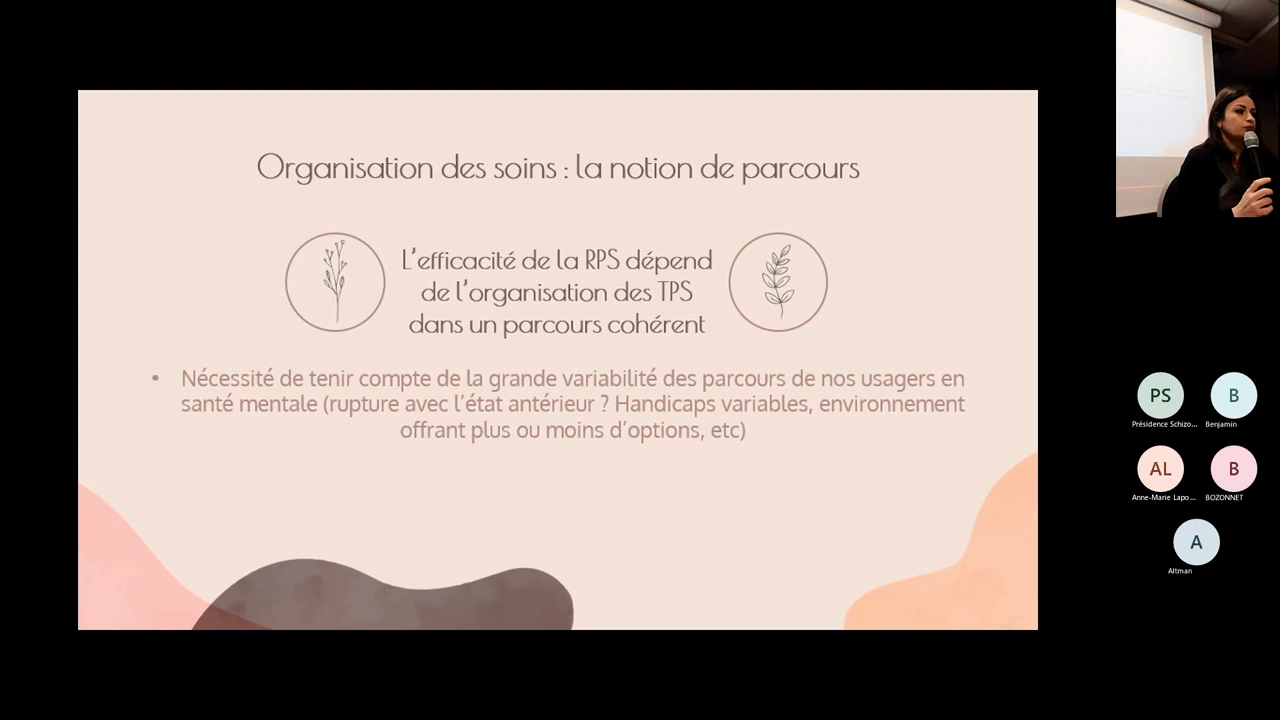 Organisation des soins : la notion de parcours
L’efficacité de la RPS dépend
de l’organisation des TPS
dans un parcours cohérent
• Nécessité de tenir compte de la grande variabilité des parcours de nos usagers en
santé mentale (rupture avec l’état antérieur ? Handicaps variables, environnement
offrant plus ou moins d’options, etc)
PS
Présidence Schizo...
B
Benjamin
AL
Anne-Marie Lapo...
B
BOZONNET
A
Altman